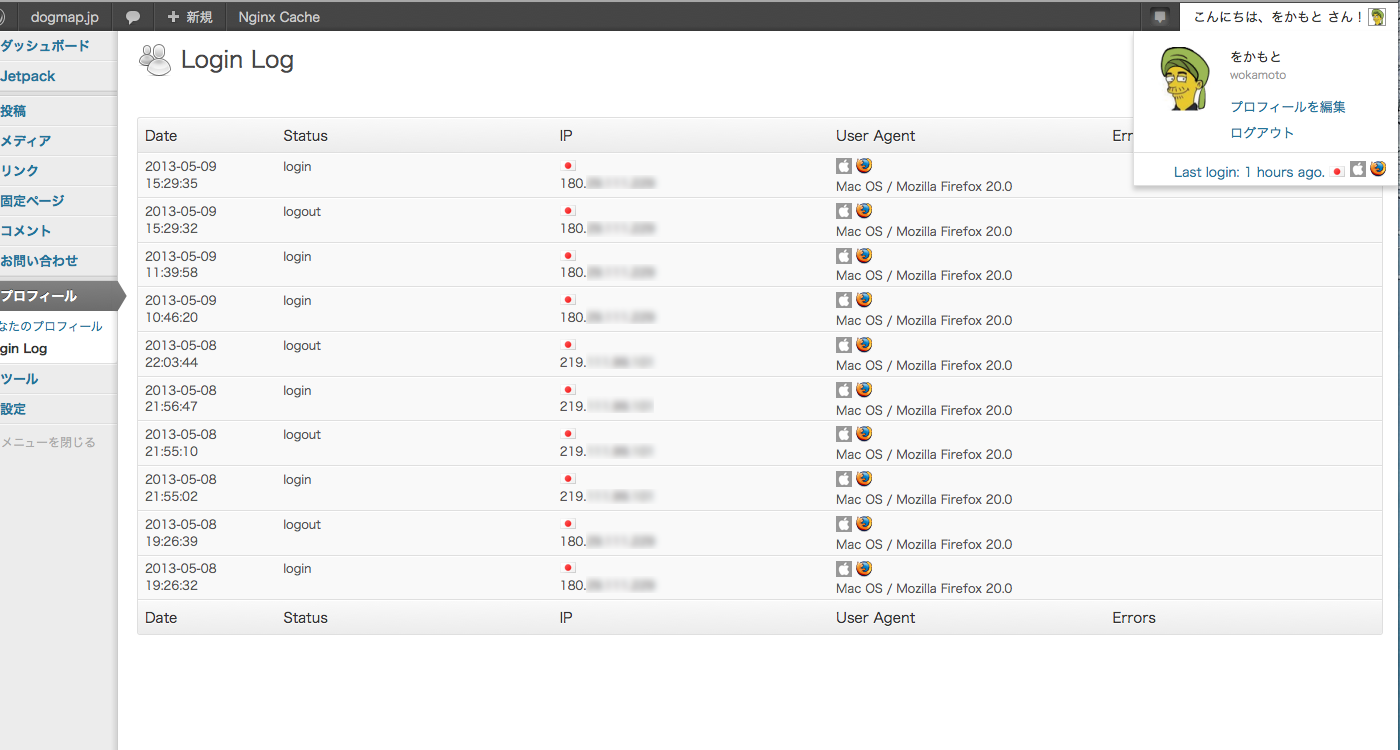 dogmap.jp 新規 Nginx Cache こんにちは、をかもと さん！
ダッシュボード
Jetpack
投稿
メディア
リンク
固定ページ
コメント
お問い合わせ
プロフィール
なたのプロフィール
gin Log
ツール
設定
メニューを閉じる
をかもと
wokamoto
プロフィールを編集
ログアウト
Last login: 1 hours ago.
Login Log
Date Status IP User Agent Err
2013-05-09 login
15:29:35 180. Mac OS / Mozilla Firefox 20.0
2013-05-09 logout
15:29:32 180. Mac OS / Mozilla Firefox 20.0
2013-05-09 login
11:39:58 180. Mac OS / Mozilla Firefox 20.0
2013-05-09 login
10:46:20 180. Mac OS / Mozilla Firefox 20.0
2013-05-08 logout
22:03:44 219. Mac OS / Mozilla Firefox 20.0
2013-05-08 login
21:56:47 219. Mac OS / Mozilla Firefox 20.0
2013-05-08 logout
21:55:10 219. Mac OS / Mozilla Firefox 20.0
2013-05-08 login
21:55:02 219. Mac OS / Mozilla Firefox 20.0
2013-05-08 logout
19:26:39 180. Mac OS / Mozilla Firefox 20.0
2013-05-08 login
19:26:32 180. Mac OS / Mozilla Firefox 20.0
Date Status IP User Agent Errors